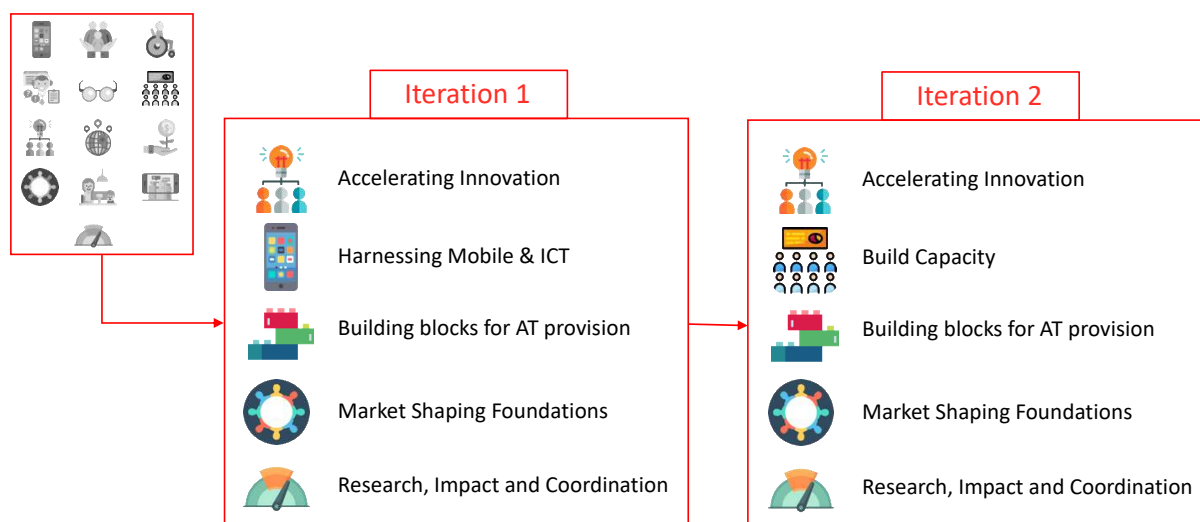 Iteration 1
Accelerating Innovation
Harnessing Mobile & ICT
Building blocks for AT provision
Market Shaping Foundations
Research, Impact and Coordination
Iteration 2
Accelerating Innovation
Build Capacity
Building blocks for AT provision
Market Shaping Foundations
Research, Impact and Coordination